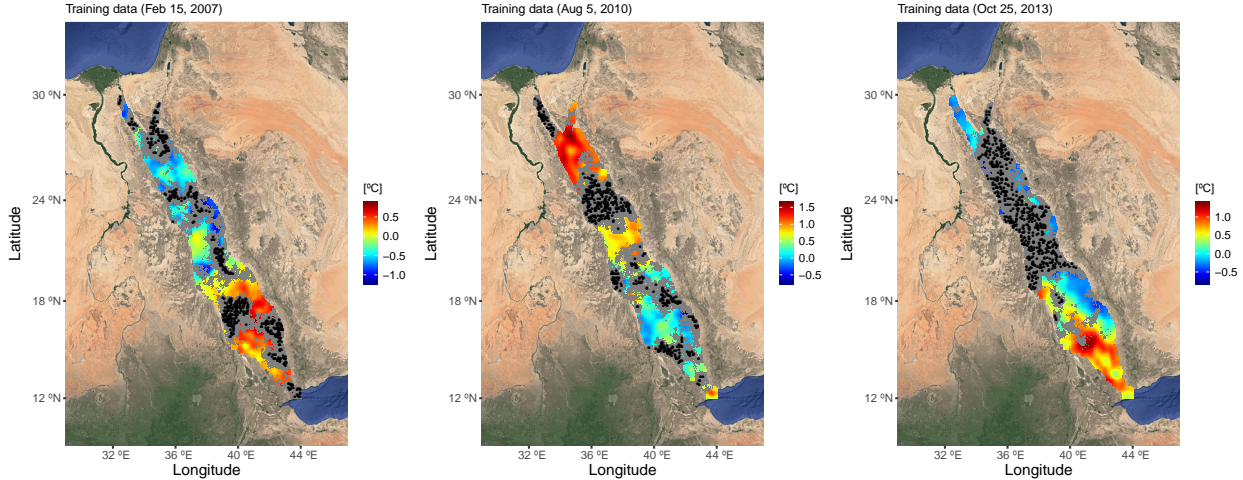 Training data (Feb 15, 2007)
30 ºN
24 ºN
18 ºN
12 ºN
Latitude
32 ºE 36 ºE 40 ºE 44 ºE
Longitude
[ºC]
0.5
0.0
−0.5
−1.0
Training data (Aug 5, 2010)
30 ºN
24 ºN
18 ºN
12 ºN
Latitude
32 ºE 36 ºE 40 ºE 44 ºE
Longitude
[ºC]
1.5
1.0
0.5
0.0
−0.5
Training data (Oct 25, 2013)
30 ºN
24 ºN
18 ºN
12 ºN
Latitude
32 ºE 36 ºE 40 ºE 44 ºE
Longitude
[ºC]
1.0
0.5
0.0
−0.5